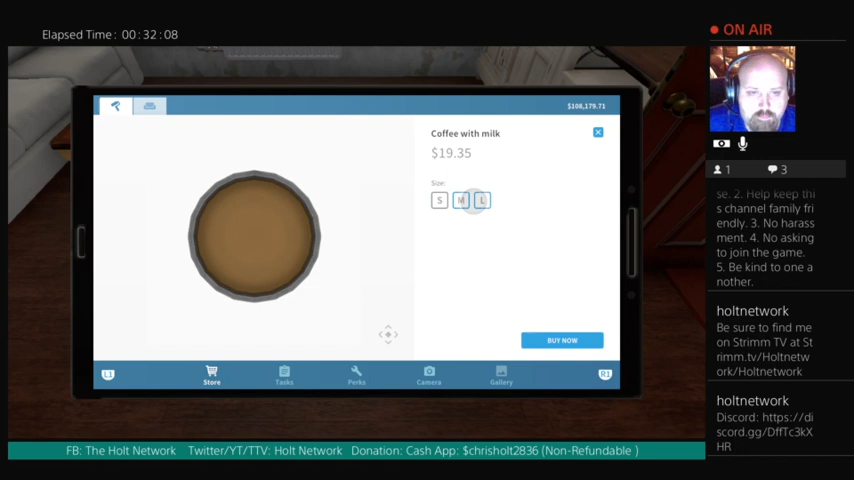 Elapsed Time: 00:32:08
ON AIR
$108,179.71
Coffee with milk
$19.35
Size:
S M L
BUY NOW
L1
Store
Tasks
Perks
Camera
Gallery
R1
1
3
se. 2. Help keep thi
s channel family fri
endly. 3. No harass
ment. 4. No asking
to join the game.
5. Be kind to one a
nother.
holtnetwork
Be sure to find me
on Strimm TV at St
rimm.tv/Holtnetw
ork/Holtnetwork
holtnetwork
Discord: https://di
scord.gg/DffTc3kX
HR
FB: The Holt Network Twitter/YT/TTV: Holt Network Donation: Cash App: $chrisholt2836 (Non-Refundable )